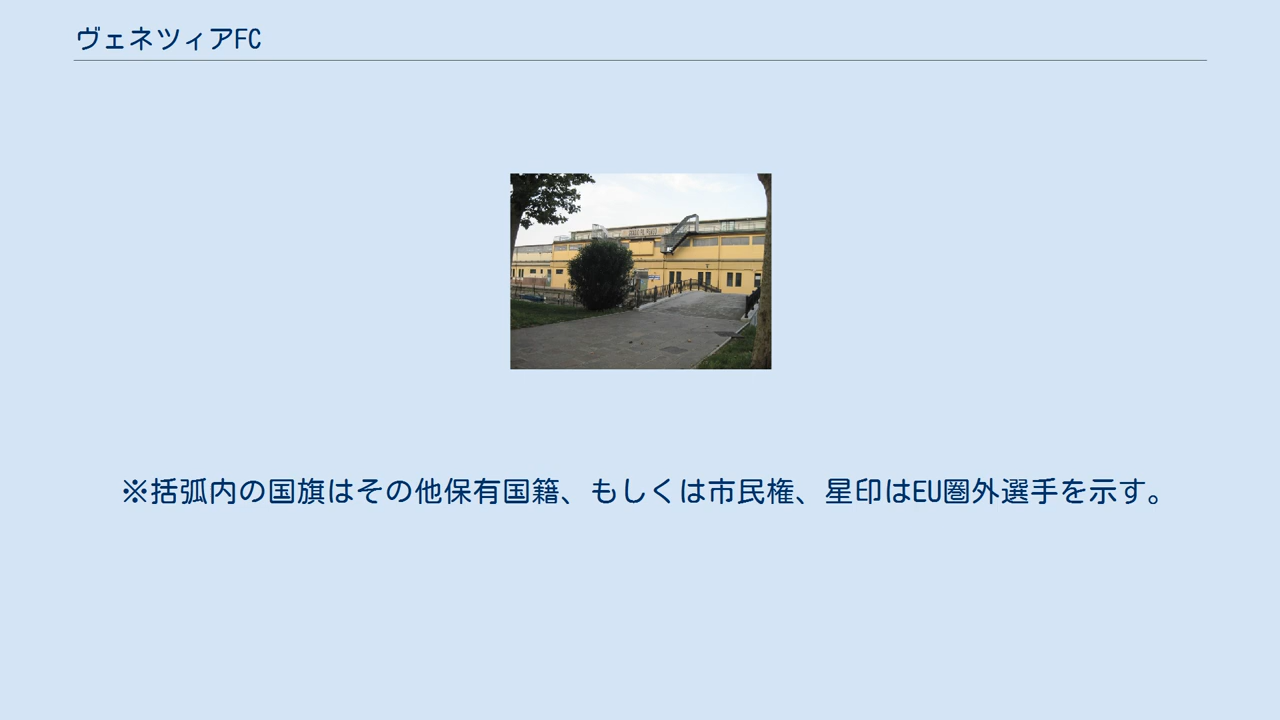 ヴェネツィアFC
※括弧内の国旗はその他保有国籍、もしくは市民権、星印はEU圏外選手を示す。